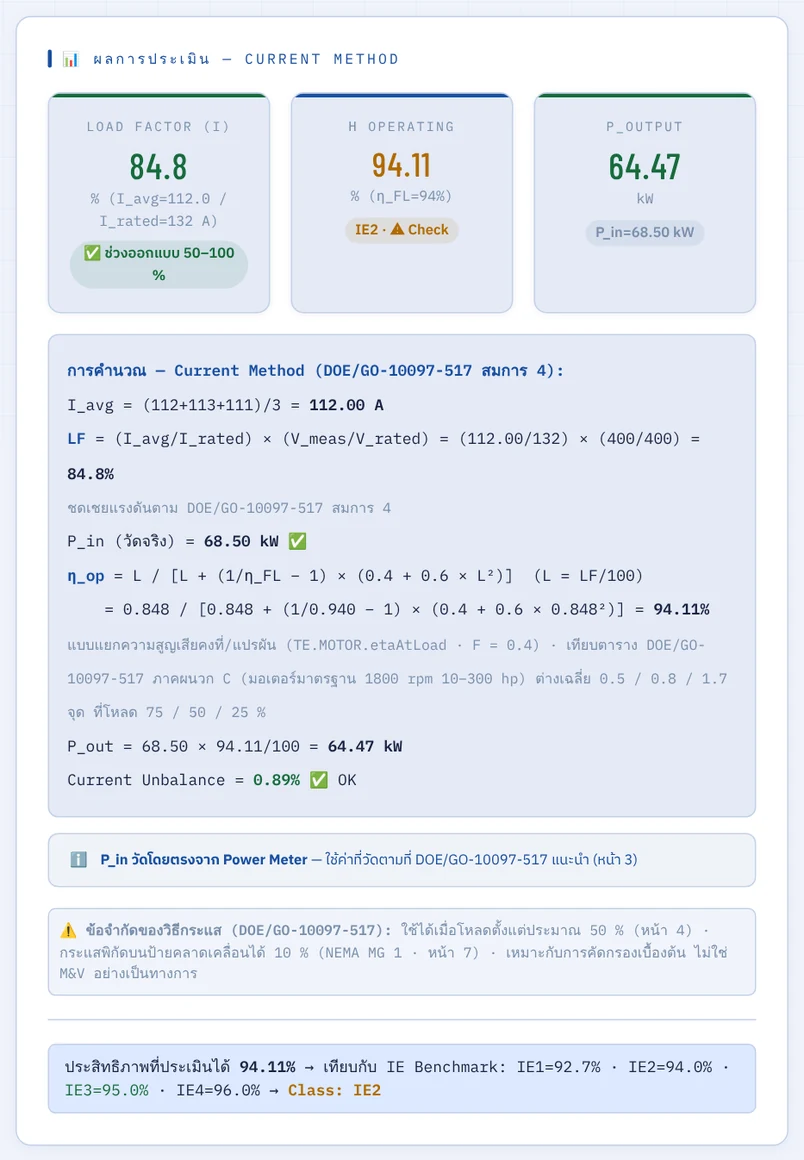 📊 ผลการประเมิน — CURRENT METHOD
LOAD FACTOR (I)
84.8
% (I_avg=112.0 /
I_rated=132 A)
✅ ช่วงออกแบบ 50–100
%
H OPERATING
94.11
% (η_FL=94%)
IE2 · ⚠ Check
P_OUTPUT
64.47
kW
P_in=68.50 kW
การคำนวณ — Current Method (DOE/GO-10097-517 สมการ 4):
I_avg = (112+113+111)/3 = 112.00 A
LF = (I_avg/I_rated) × (V_meas/V_rated) = (112.00/132) × (400/400) =
84.8%
ชดเชยแรงดันตาม DOE/GO-10097-517 สมการ 4
P_in (วัดจริง) = 68.50 kW ✅
η_op = L / [L + (1/η_FL − 1) × (0.4 + 0.6 × L²)] (L = LF/100)
= 0.848 / [0.848 + (1/0.940 − 1) × (0.4 + 0.6 × 0.848²)] = 94.11%
แบบแยกความสูญเสียคงที่/แปรผัน (TE.MOTOR.etaAtLoad · F = 0.4) · เทียบตาราง DOE/GO-
10097-517 ภาคผนวก C (มอเตอร์มาตรฐาน 1800 rpm 10–300 hp) ต่างเฉลี่ย 0.5 / 0.8 / 1.7
จุด ที่โหลด 75 / 50 / 25 %
P_out = 68.50 × 94.11/100 = 64.47 kW
Current Unbalance = 0.89% ✅ OK
ℹ️ P_in วัดโดยตรงจาก Power Meter — ใช้ค่าที่วัดตามที่ DOE/GO-10097-517 แนะนำ (หน้า 3)
⚠️ ข้อจำกัดของวิธีกระแส (DOE/GO-10097-517): ใช้ได้เมื่อโหลดตั้งแต่ประมาณ 50 % (หน้า 4) ·
กระแสพิกัดบนป้ายคลาดเคลื่อนได้ 10 % (NEMA MG 1 · หน้า 7) · เหมาะกับการคัดกรองเบื้องต้น ไม่ใช่
M&V อย่างเป็นทางการ
ประสิทธิภาพที่ประเมินได้ 94.11% → เทียบกับ IE Benchmark: IE1=92.7% · IE2=94.0% ·
IE3=95.0% · IE4=96.0% → Class: IE2